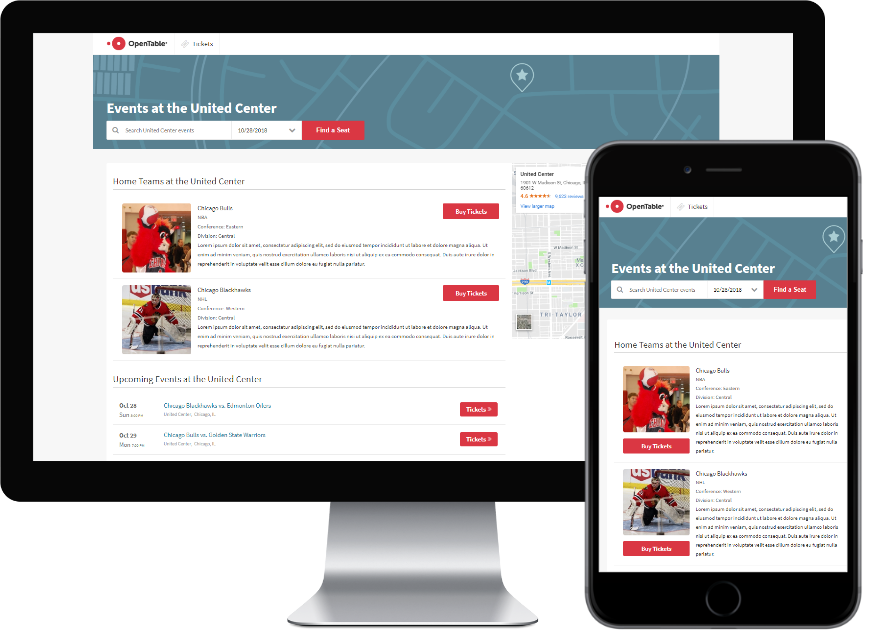 OpenTable
Tickets
Events at the United Center
Search United Center events
10/28/2018
Find a Seat
Home Teams at the United Center
Chicago Bulls
NBA
Conference: Eastern
Division: Central
Lorem ipsum dolor sit amet, consectetur adipiscing elit, sed do eiusmod tempor incididunt ut labore et dolore magna aliqua. Ut
enim ad minim veniam, quis nostrud exercitation ullamco laboris nisi ut aliquip ex ea commodo consequat. Duis aute irure dolor in
reprehenderit in voluptate velit esse cillum dolore eu fugiat nulla pariatur.
Buy Tickets
Chicago Blackhawks
NHL
Conference: Western
Division: Central
Lorem ipsum dolor sit amet, consectetur adipiscing elit, sed do eiusmod tempor incididunt ut labore et dolore magna aliqua. Ut
enim ad minim veniam, quis nostrud exercitation ullamco laboris nisi ut aliquip ex ea commodo consequat. Duis aute irure dolor in
reprehenderit in voluptate velit esse cillum dolore eu fugiat nulla pariatur.
Buy Tickets
Upcoming Events at the United Center
Oct 28
Sun
Chicago Blackhawks vs. Edmonton Oilers
United Center, Chicago, IL
Tickets »
Oct 29
Mon
Chicago Bulls vs. Golden State Warriors
United Center, Chicago, IL
Tickets »
United Center
1901 W Madison St, Chicago,
60612
4.6
View larger map
W Madison St
TRI TAYLOR
OpenTable
Tickets
Events at the United Center
Search United Center events
10/28/2018
Find a Seat
Home Teams at the United Center
Chicago Bulls
NBA
Conference: Eastern
Division: Central
Lorem ipsum dolor sit amet, consectetur adipiscing elit, sed do
eiusmod tempor incididunt ut labore et dolore magna aliqua. Ut
enim ad minim veniam, quis nostrud exercitation ullamco laboris
nisi ut aliquip ex ea commodo consequat. Duis aute irure dolor in
reprehenderit in voluptate velit esse cillum dolore eu fugiat nulla
pariatur.
Buy Tickets
Chicago Blackhawks
NHL
Conference: Western
Division: Central
Lorem ipsum dolor sit amet, consectetur adipiscing elit, sed do
eiusmod tempor incididunt ut labore et dolore magna aliqua. Ut
enim ad minim veniam, quis nostrud exercitation ullamco laboris
nisi ut aliquip ex ea commodo consequat. Duis aute irure dolor in
reprehenderit in voluptate velit esse cillum dolore eu fugiat nulla
pariatur.
Buy Tickets